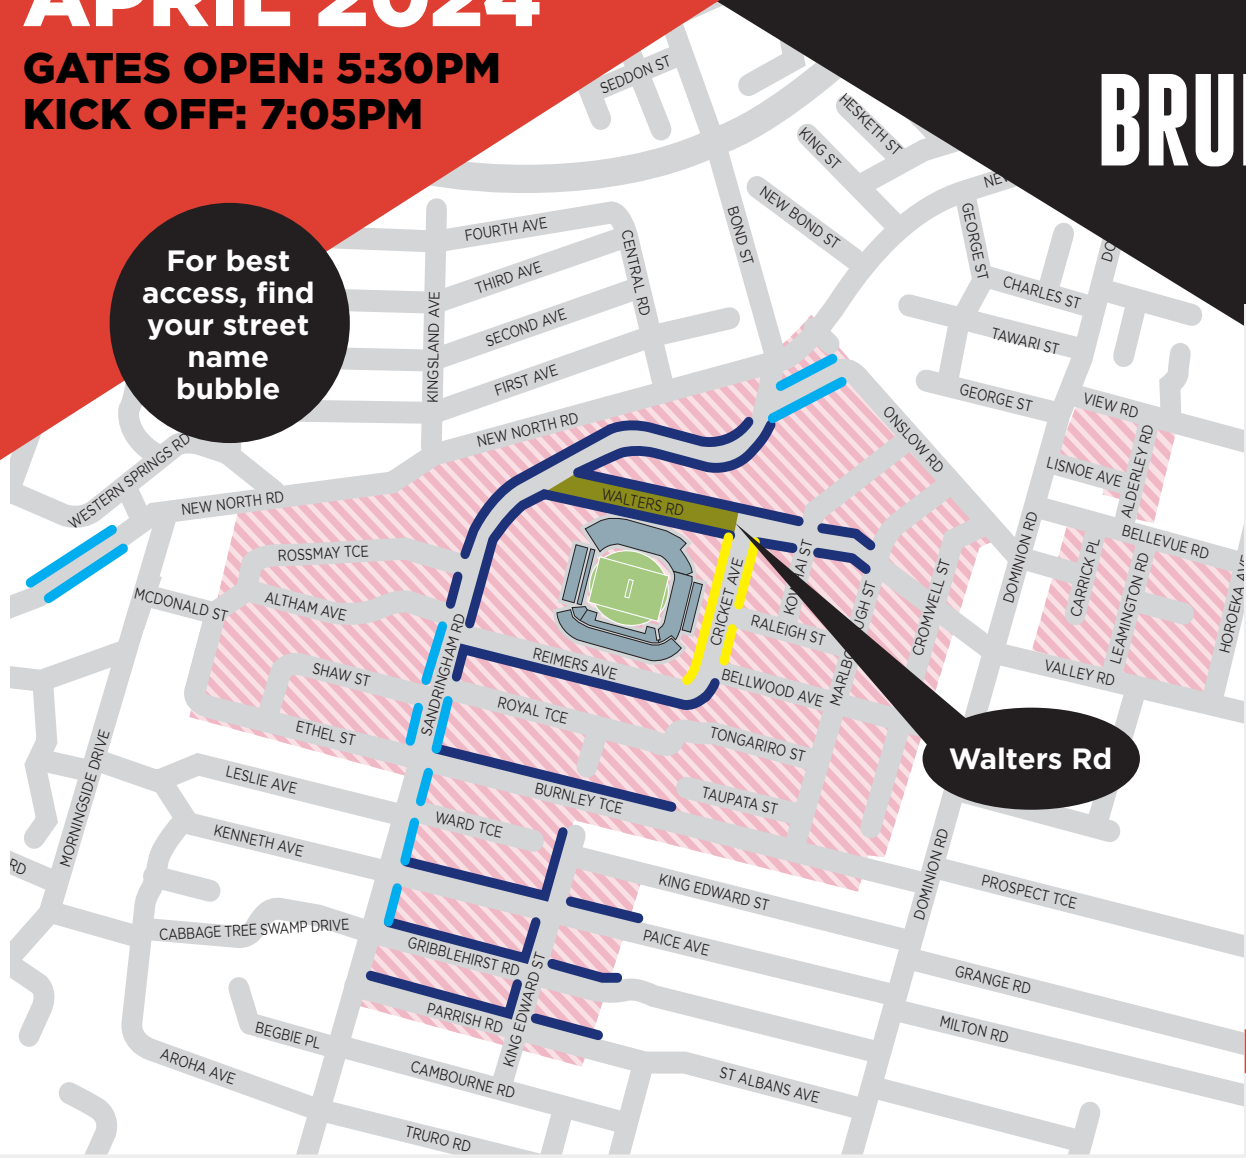 APRIL 2024
GATES OPEN: 5:30PM
KICK OFF: 7:05PM
BRU
For best
access, find
your street
name
bubble
SEDDON ST
HESKETH ST
KING ST
NEW BOND ST
BOND ST
GEORGE ST
CHARLES ST
TAWARI ST
GEORGE ST
FOURTH AVE
THIRD AVE
SECOND AVE
FIRST AVE
CENTRAL RD
KINGSLAND AVE
NEW NORTH RD
WESTERN SPRINGS RD
NEW NORTH RD
ONSLOW RD
VIEW RD
LISNOE AVE
ALDERLEY RD
BELLEVUE RD
DOMINION RD
CARRICK PL
LEAMINGTON RD
HOROEKA AVE
VALLEY RD
WALTERS RD
ROSSMAY TCE
ALTHAM AVE
MCDONALD ST
SHAW ST
ETHEL ST
SANDRINGHAM RD
REIMERS AVE
CRICKET AVE
RALEIGH ST
CROMWELL ST
BELLWOOD AVE
ROYAL TCE
TONGARIRO ST
TAUPATA ST
BURNLEY TCE
WARD TCE
Walters Rd
LESLIE AVE
KENNETH AVE
MORNINGSIDE DRIVE
RD
CABBAGE TREE SWAMP DRIVE
KING EDWARD ST
PAICE AVE
DOMINION RD
PROSPECT TCE
GRANGE RD
MILTON RD
GRIBBLEHIRST RD
PARRISH RD
KING EDWARD ST
BEGBIE PL
AROHA AVE
CAMBOURNE RD
ST ALBANS AVE
TRURO RD